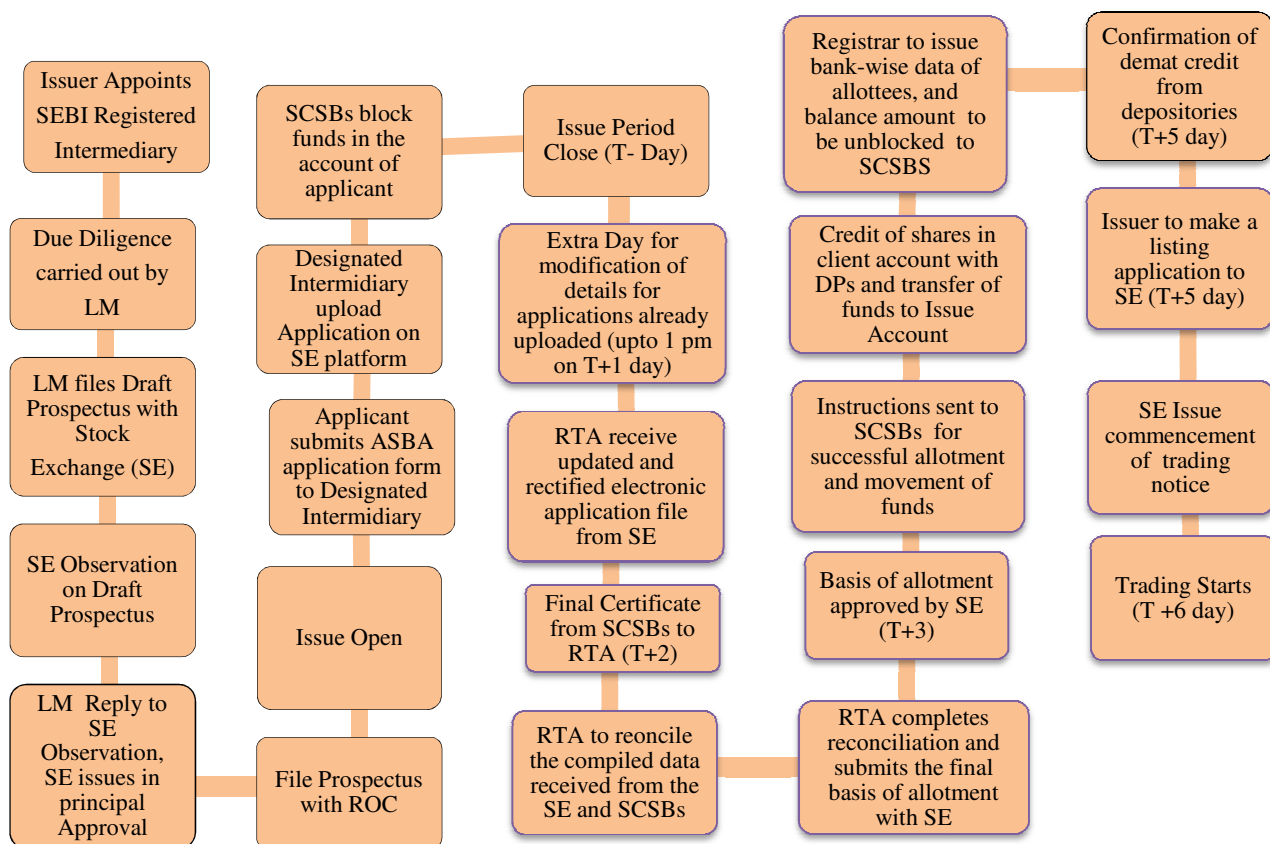 Issuer Appoints
SEBI Registered
Intermediary
Due Diligence
carried out by
LM
LM files Draft
Prospectus with
Stock
Exchange (SE)
SE Observation
on Draft
Prospectus
LM Reply to
SE
Observation,
SE issues in
principal
Approval
File Prospectus
with ROC
Issue Open
Applicant
submits ASBA
application form
to Designated
Intermidiary
Designated
Intermidiary
upload
Application on
SE platform
SCSBs block
funds in the
account of
applicant
Issue Period
Close (T- Day)
Extra Day for
modification of
details for
applications already
uploaded (upto 1 pm
on T+1 day)
RTA receive
updated and
rectified electronic
application file
from SE
Final Certificate
from SCSBs to
RTA (T+2)
RTA to reconcile
the compiled data
received from the
SE and SCSBs
RTA completes
reconciliation and
submits the final
basis of allotment
with SE
Basis of allotment
approved by SE
(T+3)
Instructions sent to
SCSBs for
successful allotment
and movement of
funds
Credit of shares in
client account with
DPs and transfer of
funds to Issue
Account
Registrar to issue
bank-wise data of
allottees, and
balance amount to
be unblocked to
SCSBS
Confirmation of
demat credit
from
depositories
(T+5 day)
Issuer to make a
listing
application to
SE (T+5 day)
SE Issue
commencement
of trading
notice
Trading Starts
(T +6 day)